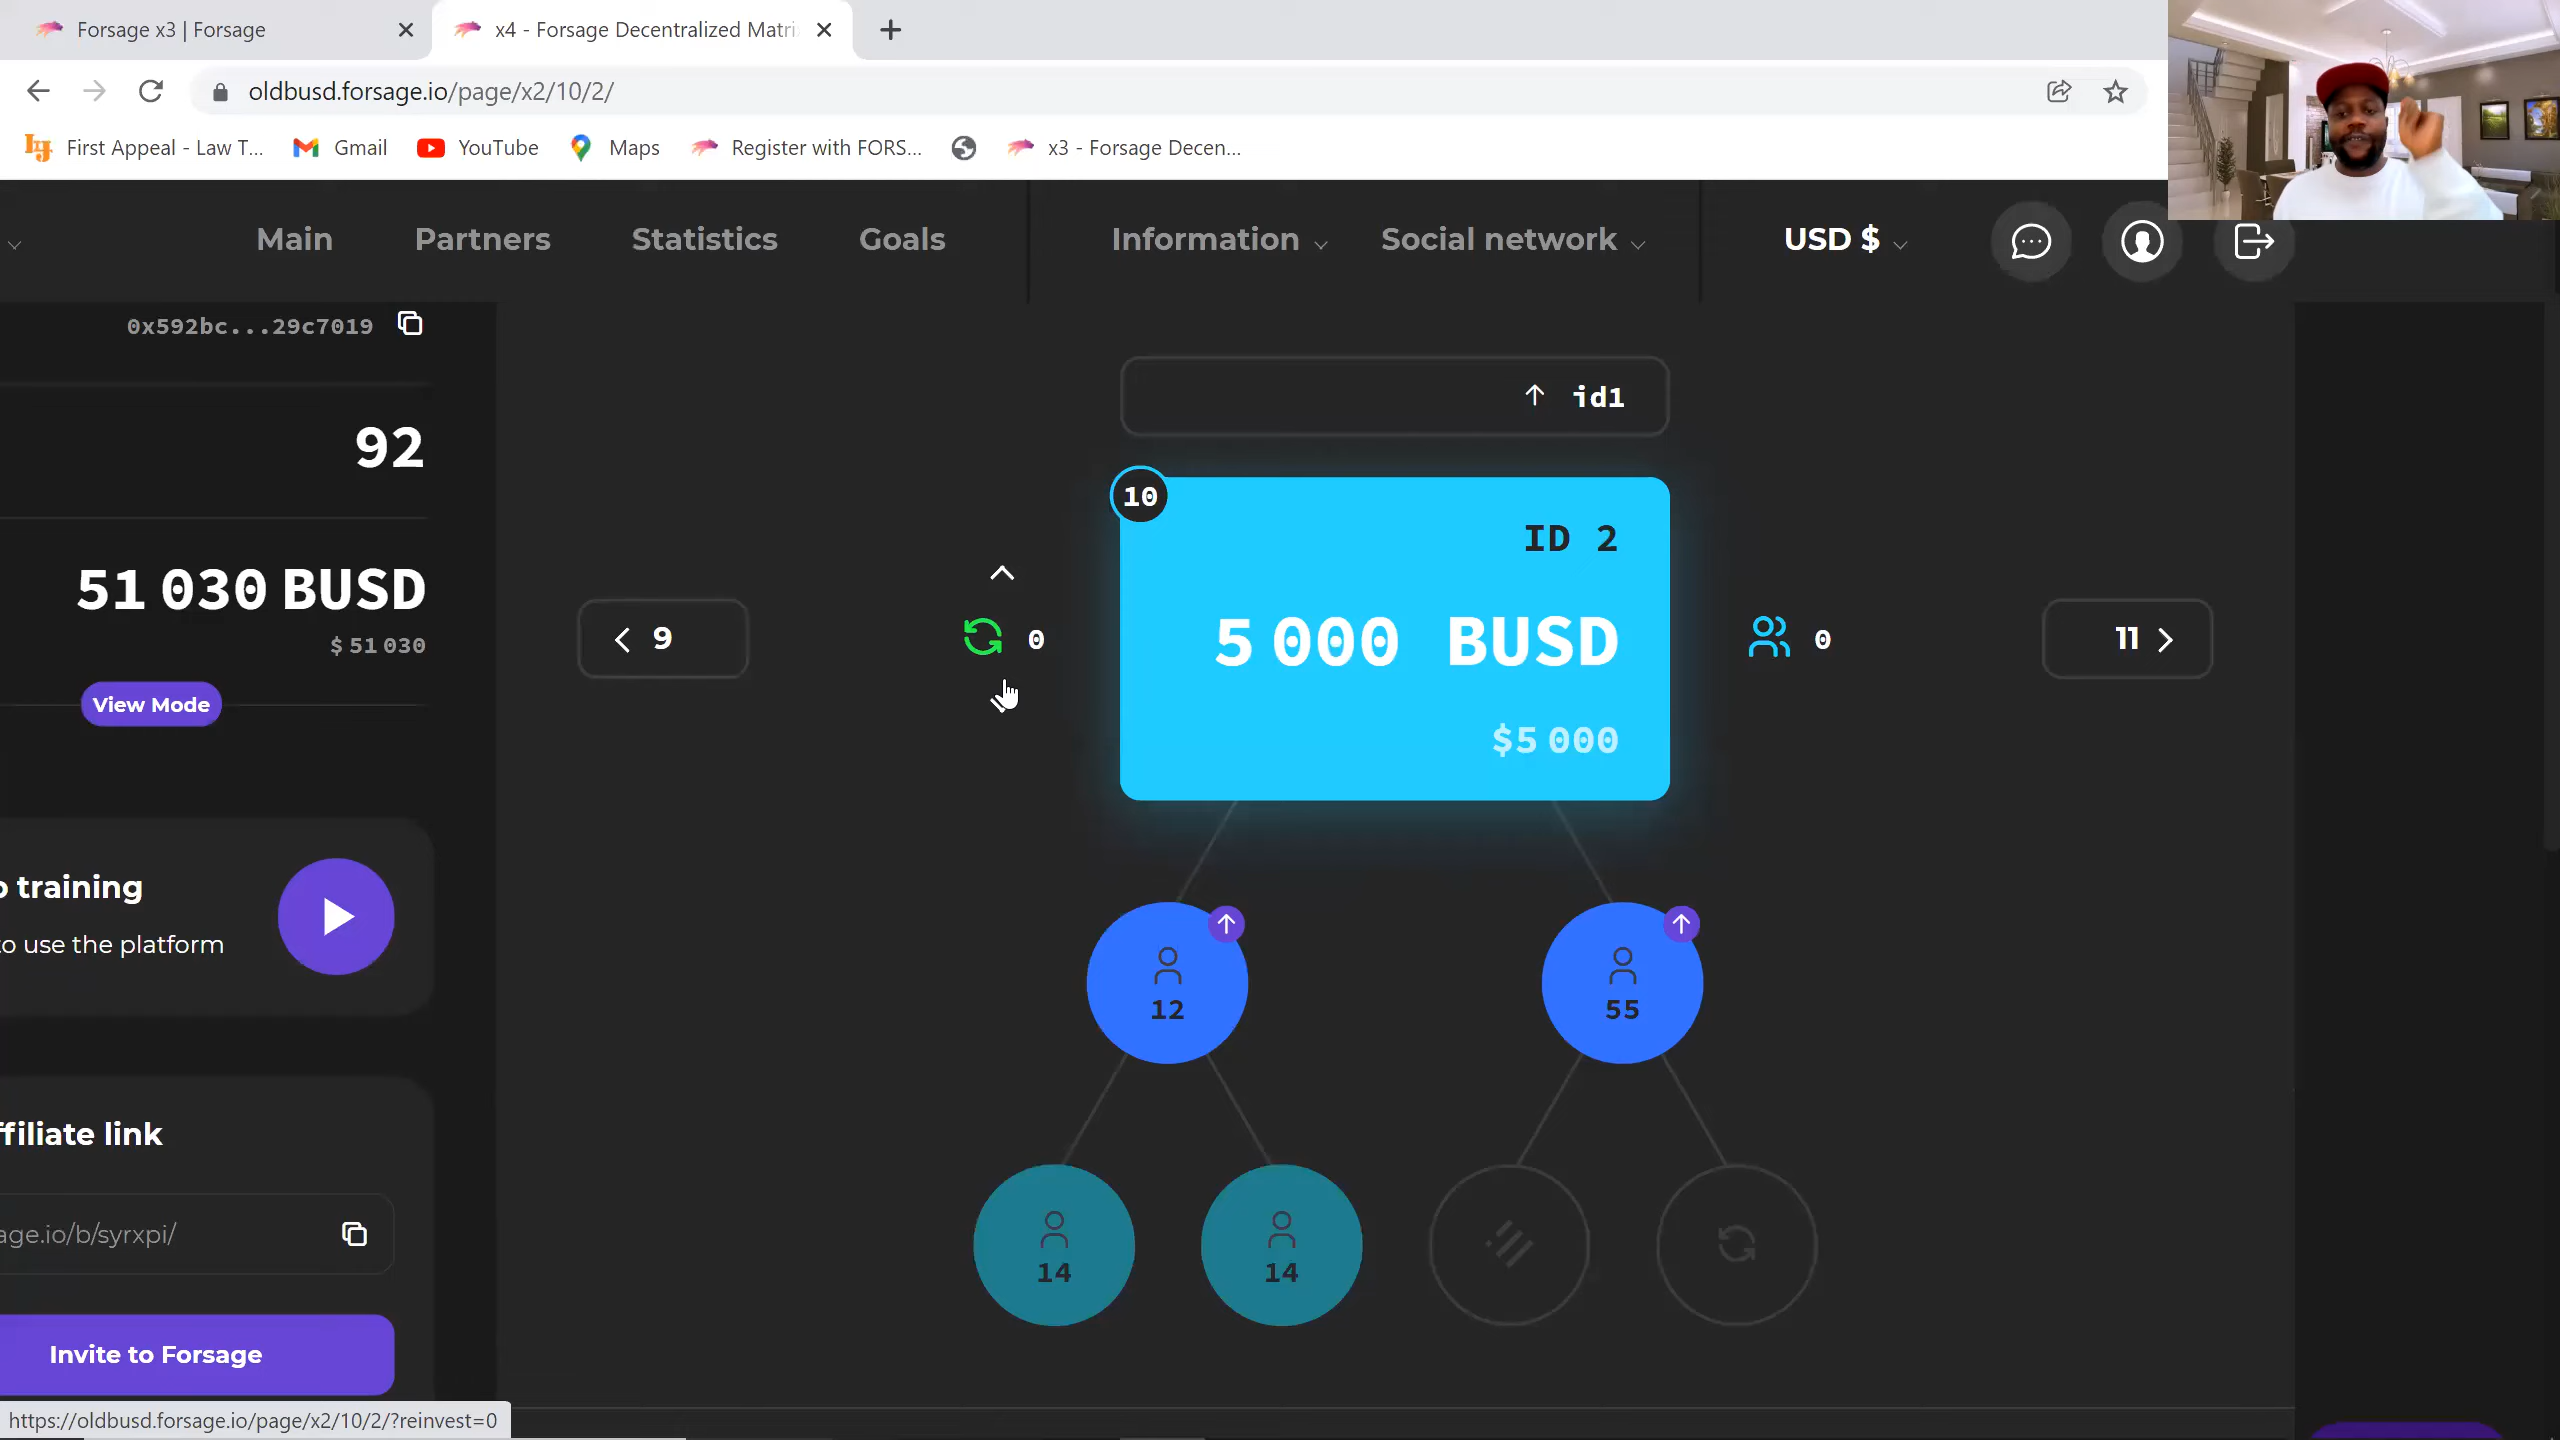 Forsage x3 | Forsage
x4 - Forsage Decentralized Matri
oldbusd.forsage.io/page/x2/10/2/
First Appeal - Law T...
Gmail
YouTube
Maps
Register with FORS...
x3 - Forsage Decen...
Main
Partners
Statistics
Goals
Information
Social network
USD $
0x592bc...29c7019
92
51 030 BUSD
$ 51 030
View Mode
o training
to use the platform
ffiliate link
age.io/b/syrxpi/
Invite to Forsage
id1
10
ID 2
5 000 BUSD
$5 000
9
0
0
11
12
55
14
14
https://oldbusd.forsage.io/page/x2/10/2/?reinvest=0